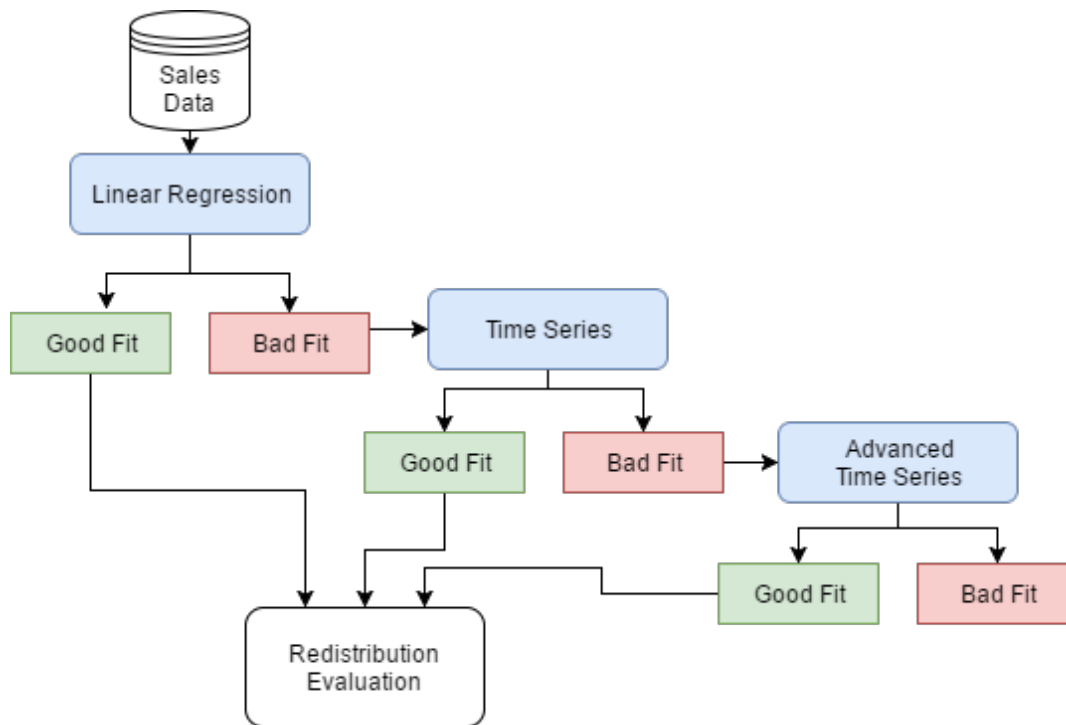 Sales
Data
Linear Regression
Good Fit
Bad Fit
Time Series
Good Fit
Bad Fit
Advanced
Time Series
Good Fit
Bad Fit
Redistribution
Evaluation